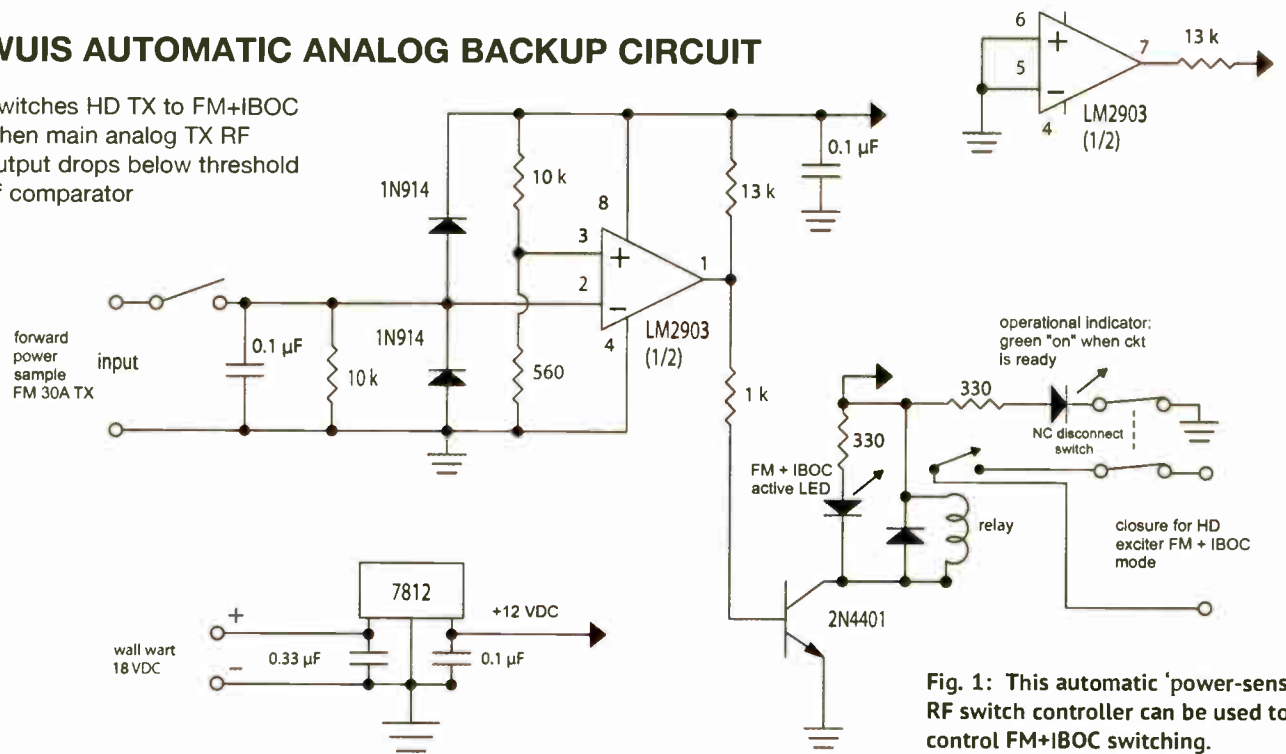 WUIS AUTOMATIC ANALOG BACKUP CIRCUIT
witches HD TX to FM+IBOC
hen main analog TX RF
utput drops below threshold
f comparator
6
+
5
−
4
7
13 k
LM2903
(1/2)
0.1 µF
1N914
10 k
8
3
+
2
−
4
1
13 k
LM2903
(1/2)
forward
power
sample
FM 30A TX
input
0.1 µF
10 k
1N914
560
1 k
operational indicator;
green "on" when ckt
is ready
330
NC disconnect
switch
330
FM + IBOC
active LED
relay
closure for HD
exciter FM + IBOC
mode
2N4401
7812
+12 VDC
+
wall wart
18 VDC
−
0.33 µF
0.1 µF
Fig. 1: This automatic 'power-sens
RF switch controller can be used to
control FM+IBOC switching.